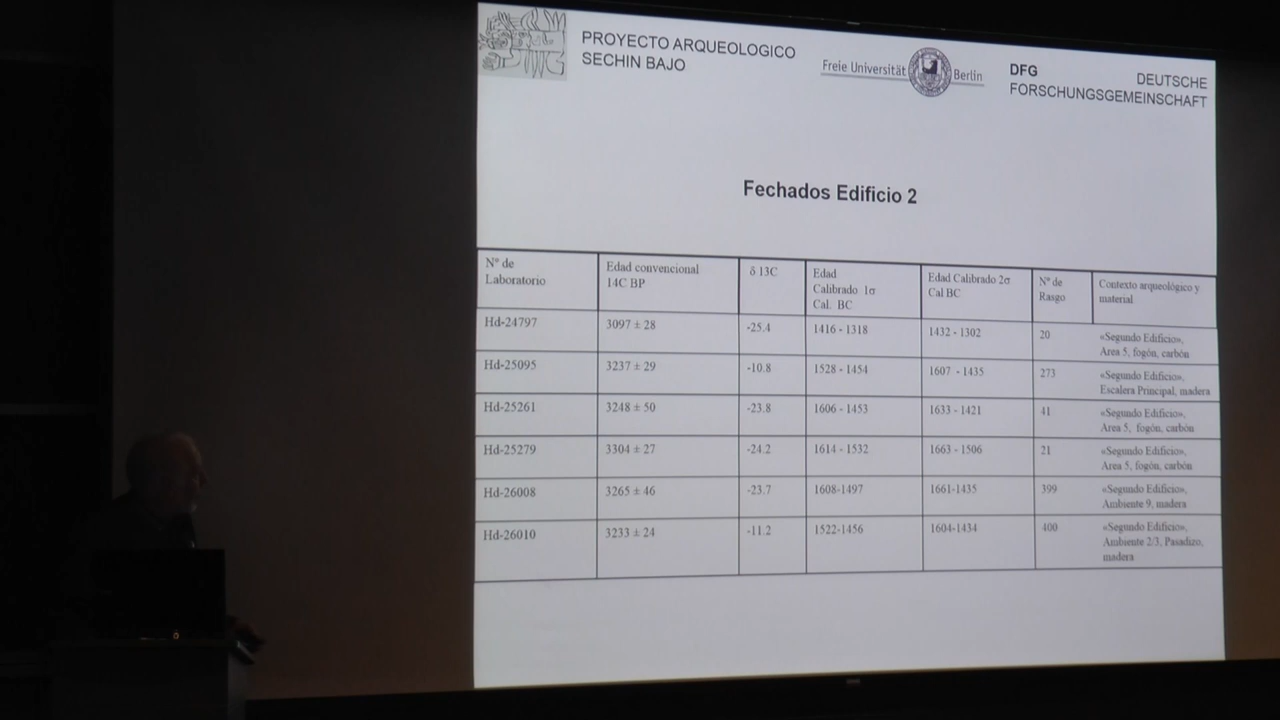 PROYECTO ARQUEOLOGICO
SECHIN BAJO
Freie Universität Berlin
DFG DEUTSCHE
FORSCHUNGSGEMEINSCHAFT
Fechados Edificio 2
Nº de
Laboratorio
Edad convencional
14C BP
δ 13C
Edad
Calibrado 1σ
Cal. BC
Edad Calibrado 2σ
Cal BC
Nº de
Rasgo
Contexto arqueológico y
material
Hd-24797 3097 ± 28 -25.4 1416 - 1318 1432 - 1302 20 «Segundo Edificio»,
Area 5, fogón, carbón
Hd-25095 3237 ± 29 -10.8 1528 - 1454 1607 - 1435 273 «Segundo Edificio»,
Escalera Principal, madera
Hd-25261 3248 ± 50 -23.8 1606 - 1453 1633 - 1421 41 «Segundo Edificio»,
Area 5, fogón, carbón
Hd-25279 3304 ± 27 -24.2 1614 - 1532 1663 - 1506 21 «Segundo Edificio»,
Area 5, fogón, carbón
Hd-26008 3265 ± 46 -23.7 1608-1497 1661-1435 399 «Segundo Edificio»,
Ambiente 9, madera
Hd-26010 3233 ± 24 -11.2 1522-1456 1604-1434 400 «Segundo Edificio»,
Ambiente 2/3, Pasadizo,
madera